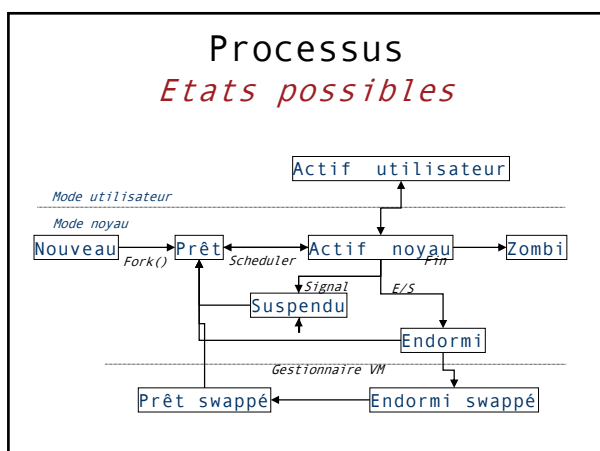 Processus
Etats possibles
Actif utilisateur
Mode utilisateur
Mode noyau
Nouveau
Fork()
Prêt
Scheduler
Actif noyau
Fin
Zombi
Signal
E/S
Suspendu
Endormi
Gestionnaire VM
Prêt swappé
Endormi swappé